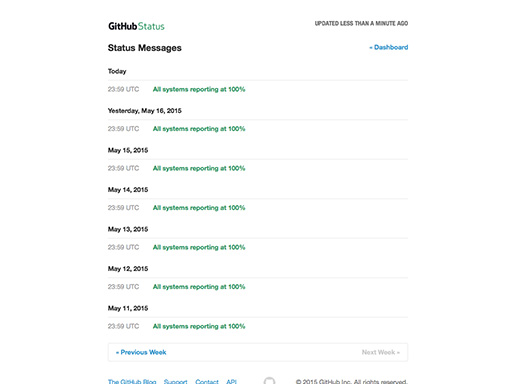 GitHub Status
UPDATED LESS THAN A MINUTE AGO
Status Messages
« Dashboard
Today
23:59 UTC All systems reporting at 100%
Yesterday, May 16, 2015
23:59 UTC All systems reporting at 100%
May 15, 2015
23:59 UTC All systems reporting at 100%
May 14, 2015
23:59 UTC All systems reporting at 100%
May 13, 2015
23:59 UTC All systems reporting at 100%
May 12, 2015
23:59 UTC All systems reporting at 100%
May 11, 2015
23:59 UTC All systems reporting at 100%
« Previous Week
Next Week »
The GitHub Blog Support Contact API
© 2015 GitHub Inc. All rights reserved.